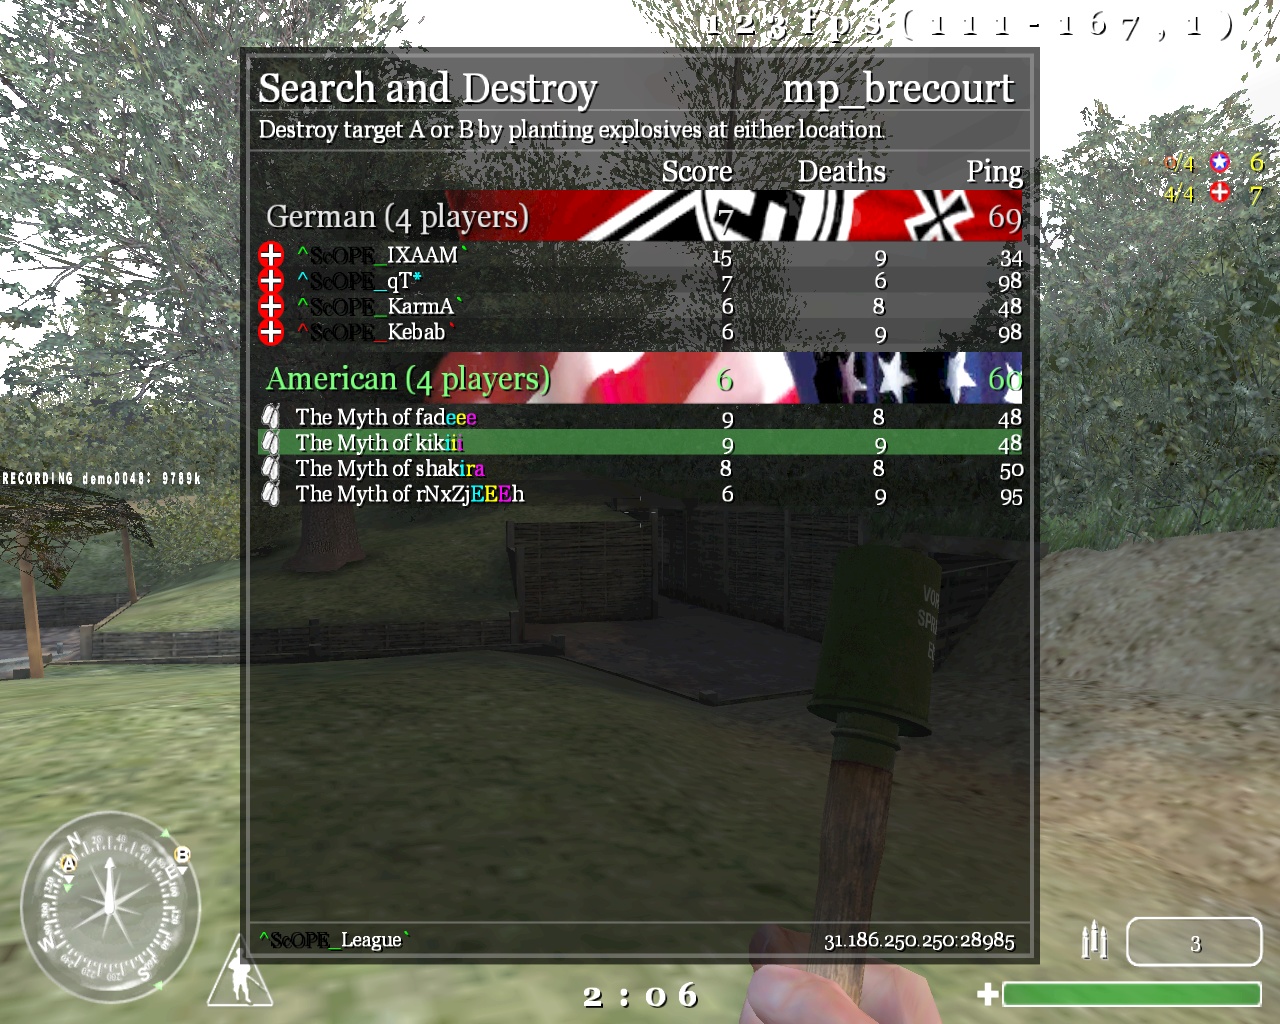 123fps(111-167,1)
Search and Destroy mp_brecourt
Destroy target A or B by planting explosives at either location.
Score Deaths Ping
0/4 6
4/4 7
German (4 players) 7 69
^ScOPE_IXAAM` 15 9 34
^ScOPE_qT* 7 6 98
^ScOPE_KarmA` 6 8 48
^ScOPE_Kebab` 6 9 98
American (4 players) 6 60
The Myth of fadeee 9 8 48
The Myth of kikiii 9 9 48
The Myth of shakira 8 8 50
The Myth of rNxZjEEEh 6 9 95
RECORDING demo0048: 9789k
VOR
SPR
A B
N
E
W
S
^ScOPE_League` 31.186.250.250:28985
3
2:06